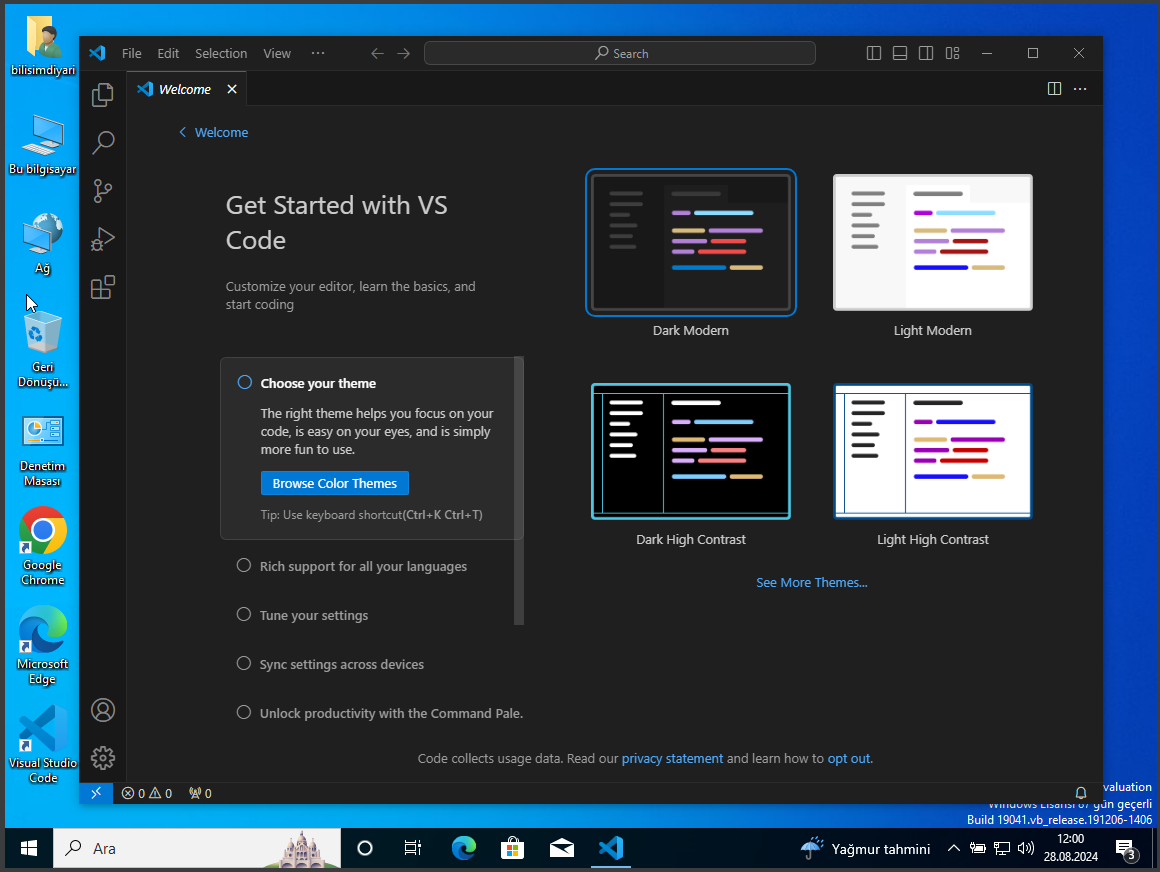 bilisimdiyari
Bu bilgisayar
Ağ
Geri
Dönüşü...
Denetim
Masası
Google
Chrome
Microsoft
Edge
Visual Studio
Code
File Edit Selection View ···
Search
Welcome
Welcome
Get Started with VS
Code
Customize your editor, learn the basics, and
start coding
Choose your theme
The right theme helps you focus on your
code, is easy on your eyes, and is simply
more fun to use.
Browse Color Themes
Tip: Use keyboard shortcut(Ctrl+K Ctrl+T)
Rich support for all your languages
Tune your settings
Sync settings across devices
Unlock productivity with the Command Pale.
Dark Modern
Light Modern
Dark High Contrast
Light High Contrast
See More Themes...
Code collects usage data. Read our privacy statement and learn how to opt out.
0 0 0
valuation
Windows Lisansı 87 gün geçerli
Build 19041.vb_release.191206-1406
Ara
Yağmur tahmini
12:00
28.08.2024
3